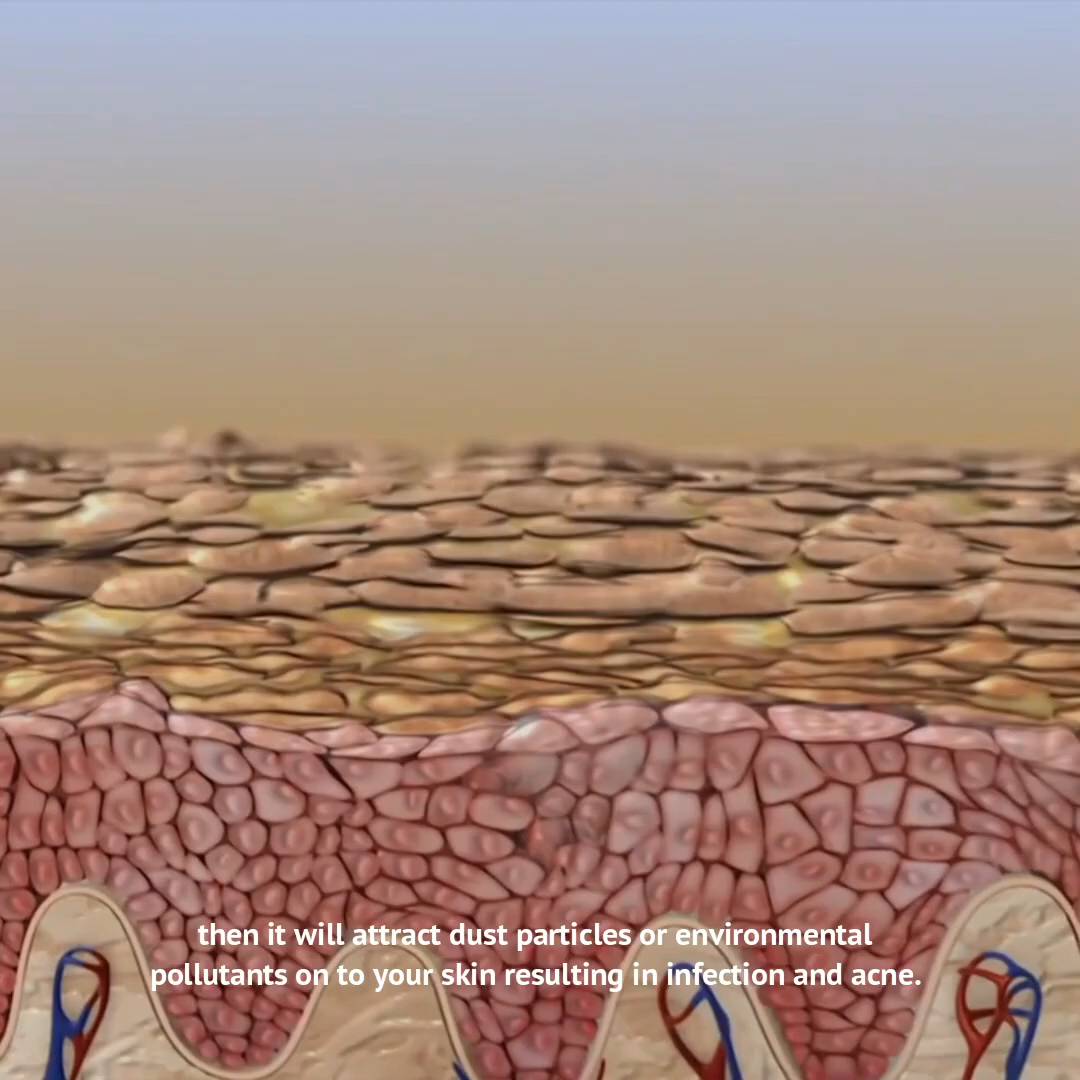 then it will attract dust particles or environmental
pollutants on to your skin resulting in infection and acne.